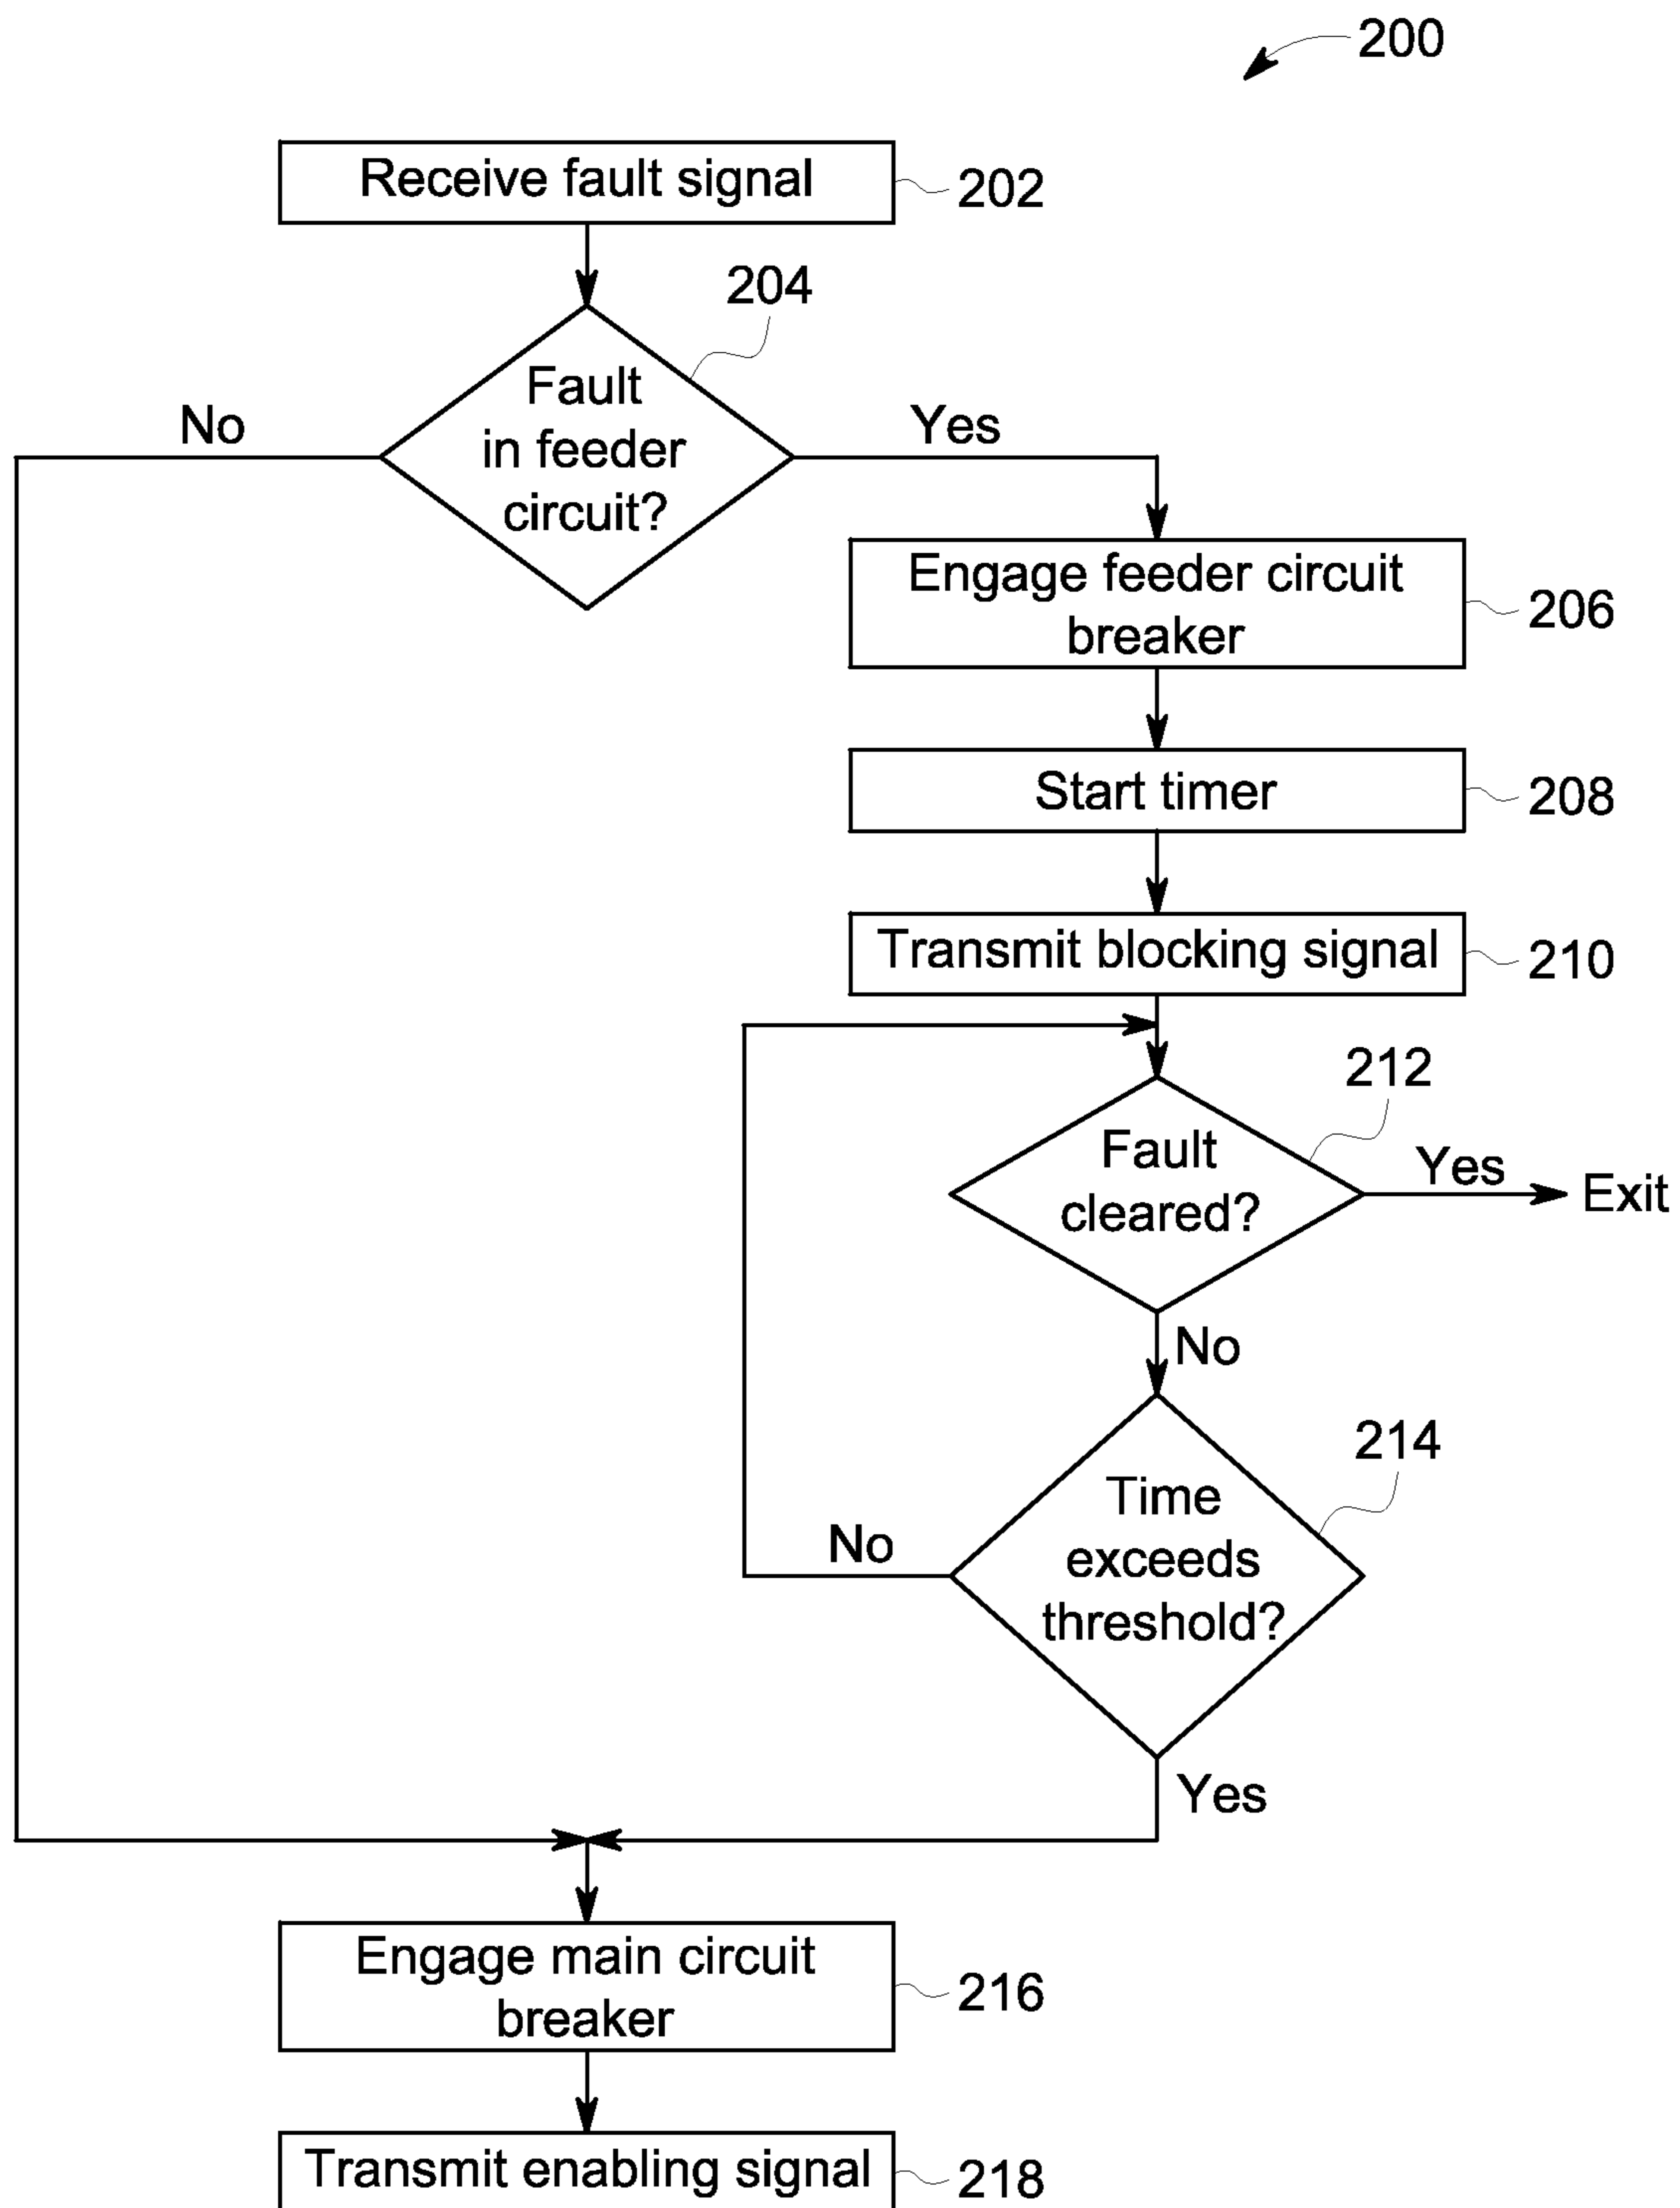 200
Receive fault signal
202
204
Fault
in feeder
circuit?
No
Yes
Engage feeder circuit
breaker
206
Start timer
208
Transmit blocking signal
210
212
Fault
cleared?
Yes
Exit
No
214
Time
exceeds
threshold?
No
Yes
Engage main circuit
breaker
216
Transmit enabling signal
218